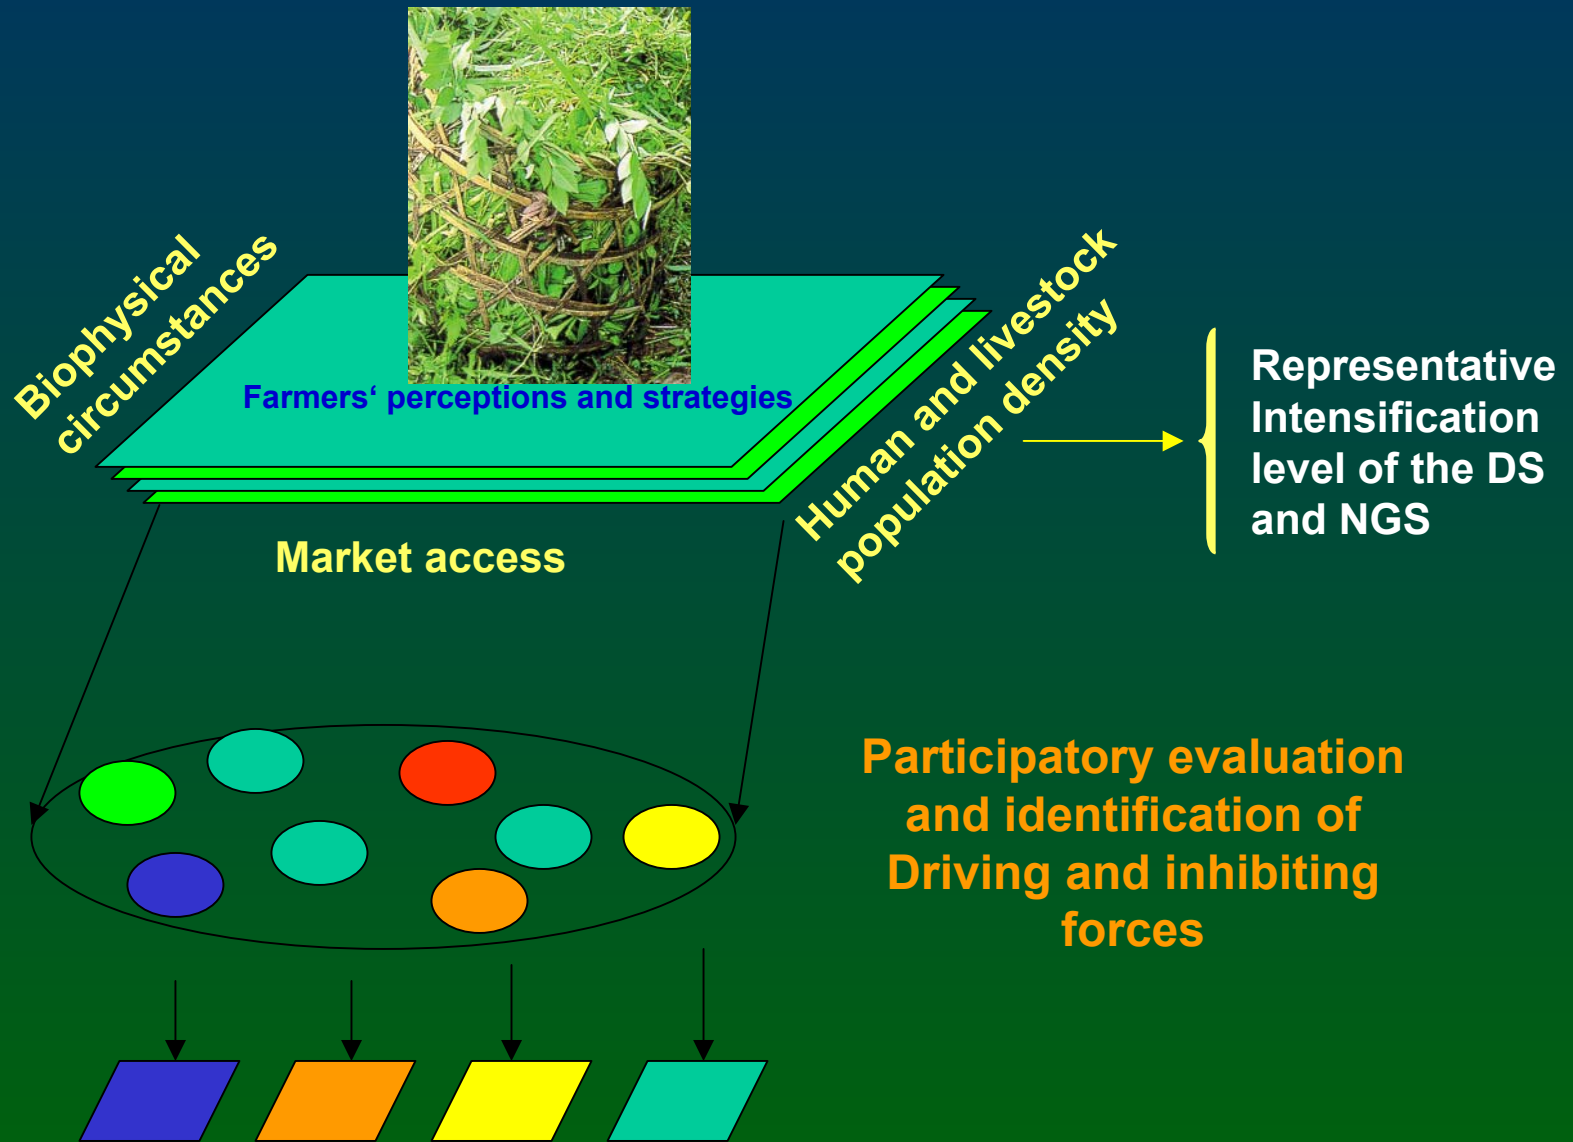 Biophysical
circumstances
Farmers‘ perceptions and strategies
Human and livestock
population density
Market access
Representative
Intensification
level of the DS
and NGS
Participatory evaluation
and identification of
Driving and inhibiting
forces